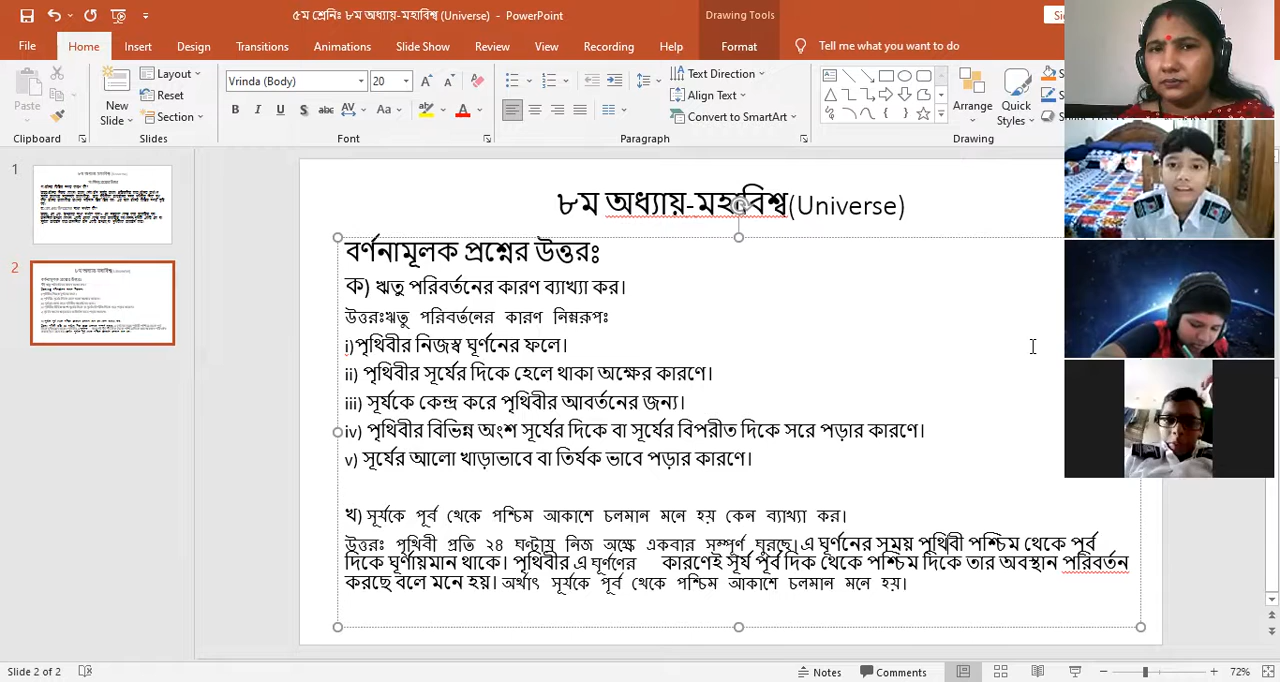 ৫ম শ্রেনিঃ ৮ম অধ্যায়-মহাবিশ্ব (Universe) - PowerPoint
Drawing Tools
File Home Insert Design Transitions Animations Slide Show Review View Recording Help Format Tell me what you want to do
Paste
New Slide
Layout
Reset
Section
Vrinda (Body) 20
B I U S abc AV Aa A
Text Direction
Align Text
Convert to SmartArt
Arrange
Quick Styles
Clipboard Slides Font Paragraph Drawing
1
2
৮ম অধ্যায়-মহাবিশ্ব(Universe)
বর্ণনামূলক প্রশ্নের উত্তরঃ
ক) ঋতু পরিবর্তনের কারণ ব্যাখ্যা কর।
উত্তরঃঋতু পরিবর্তনের কারণ নিম্নরূপঃ
i)পৃথিবীর নিজস্ব ঘূর্ণনের ফলে।
ii) পৃথিবীর সূর্যের দিকে হেলে থাকা অক্ষের কারণে।
iii) সূর্যকে কেন্দ্র করে পৃথিবীর আবর্তনের জন্য।
iv) পৃথিবীর বিভিন্ন অংশ সূর্যের দিকে বা সূর্যের বিপরীত দিকে সরে পড়ার কারণে।
v) সূর্যের আলো খাড়াভাবে বা তির্যক ভাবে পড়ার কারণে।
খ) সূর্যকে পূর্ব থেকে পশ্চিম আকাশে চলমান মনে হয় কেন ব্যাখ্যা কর।
উত্তরঃ পৃথিবী প্রতি ২৪ ঘণ্টায় নিজ অক্ষে একবার সম্পূর্ণ ঘুরছে। এ ঘূর্ণনের সময় পৃথিবী পশ্চিম থেকে পূর্ব
দিকে ঘূর্ণায়মান থাকে। পৃথিবীর এ ঘূর্ণণের কারণেই সূর্য পূর্ব দিক থেকে পশ্চিম দিকে তার অবস্থান পরিবর্তন
করছে বলে মনে হয়। অর্থাৎ সূর্যকে পূর্ব থেকে পশ্চিম আকাশে চলমান মনে হয়।
Slide 2 of 2 Notes Comments 72%